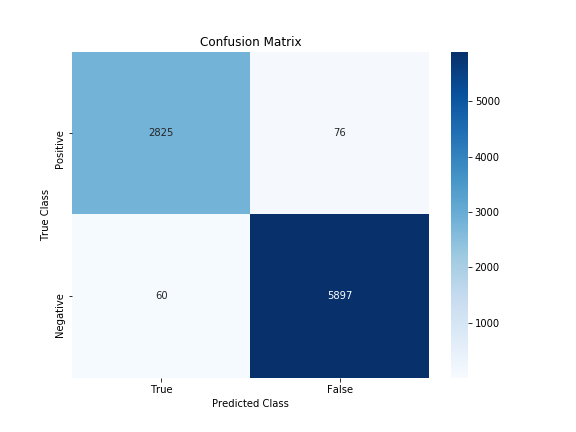 Confusion Matrix
True Class
Positive
2825
76
Negative
60
5897
True
False
Predicted Class
5000
4000
3000
2000
1000